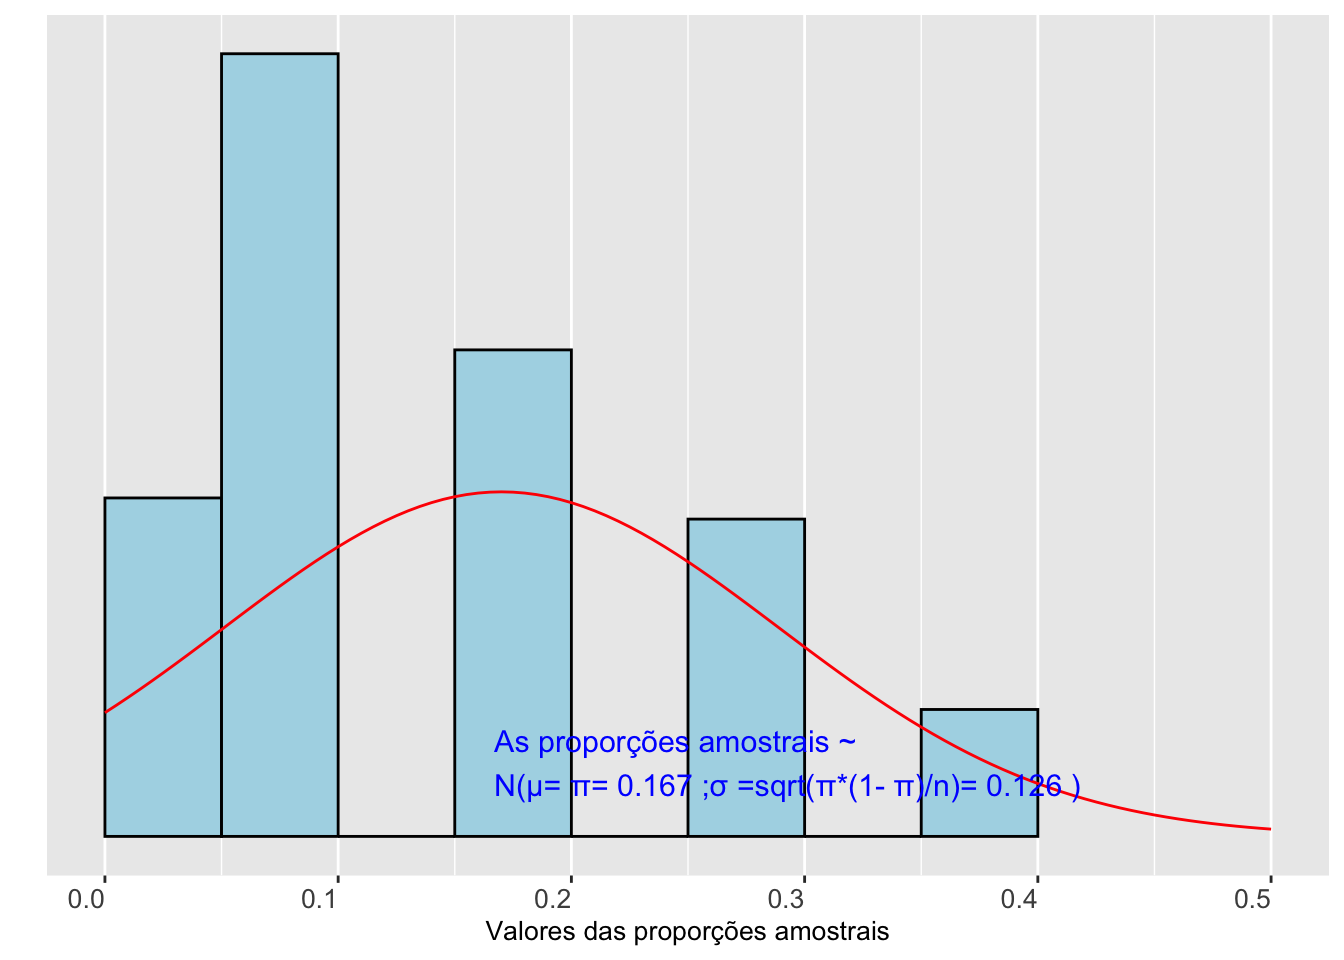 As proporções amostrais ~
N(μ= π= 0.167 ;σ =sqrt(π*(1- π)/n)= 0.126 )
0.0 0.1 0.2 0.3 0.4 0.5
Valores das proporções amostrais